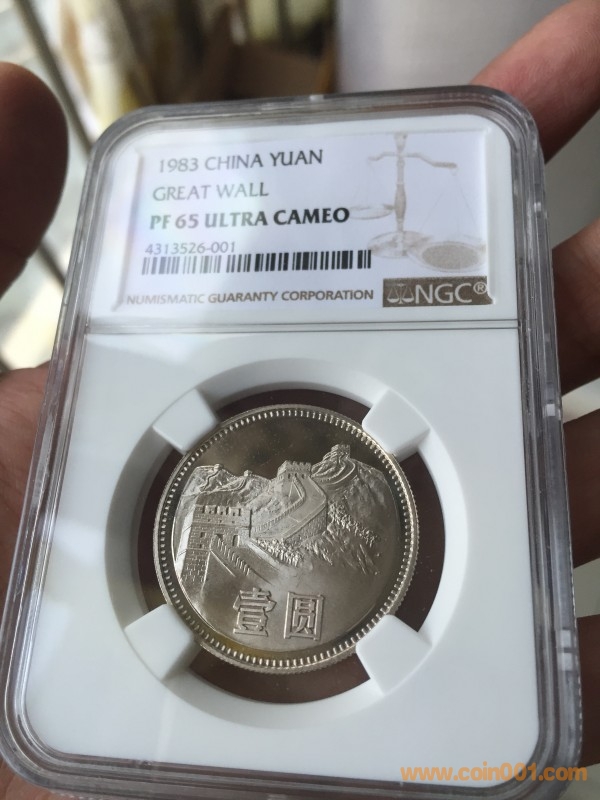 1983 CHINA YUAN
GREAT WALL
PF 65 ULTRA CAMEO
4313526-001
NUMISMATIC GUARANTY CORPORATION
NGC®
壹圆
www.coin001.com